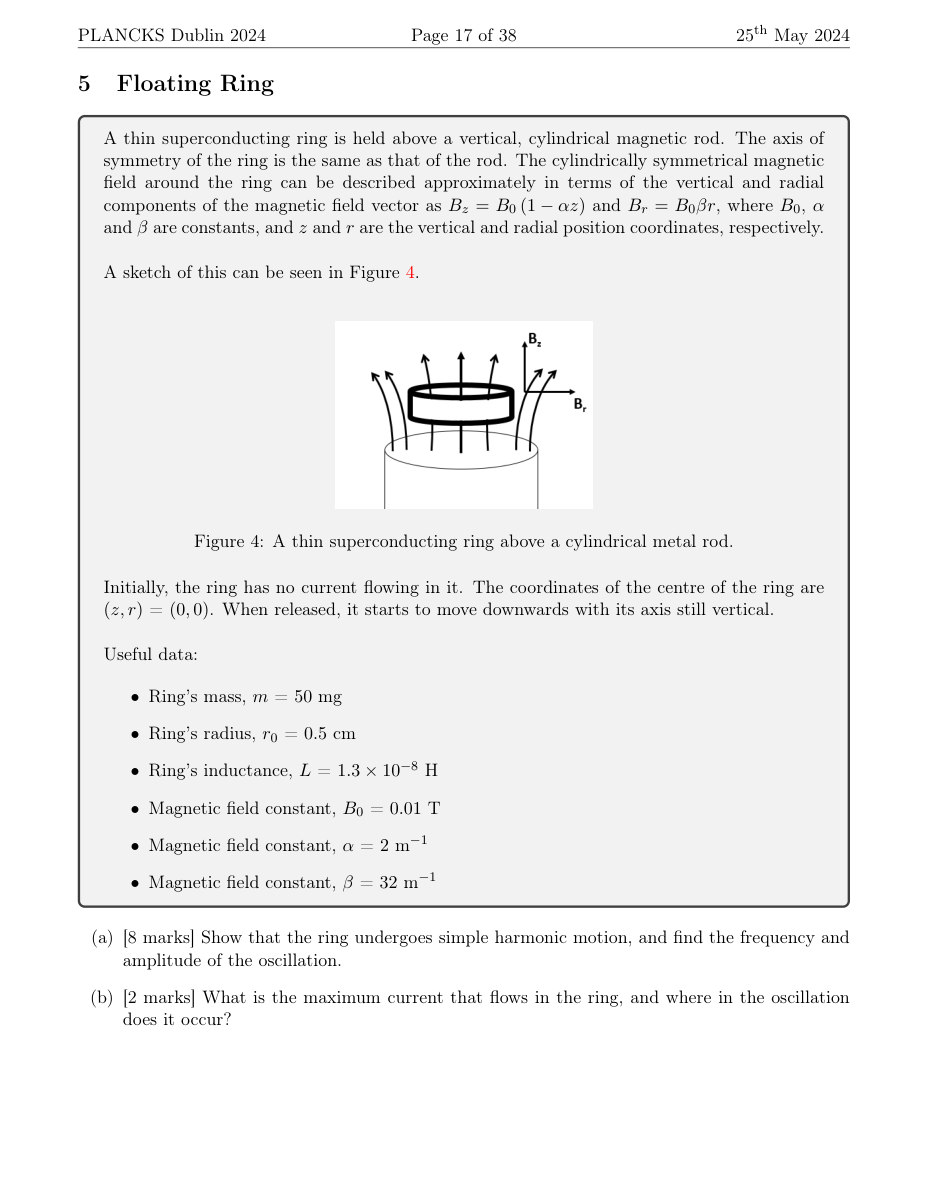 PLANCKS Dublin 2024 Page 17 of 38 25th May 2024
5 Floating Ring
A thin superconducting ring is held above a vertical, cylindrical magnetic rod. The axis of
symmetry of the ring is the same as that of the rod. The cylindrically symmetrical magnetic
field around the ring can be described approximately in terms of the vertical and radial
components of the magnetic field vector as Bz = B0 (1 − αz) and Br = B0βr, where B0, α
and β are constants, and z and r are the vertical and radial position coordinates, respectively.
A sketch of this can be seen in Figure 4.
Bz
Br
Figure 4: A thin superconducting ring above a cylindrical metal rod.
Initially, the ring has no current flowing in it. The coordinates of the centre of the ring are
(z, r) = (0, 0). When released, it starts to move downwards with its axis still vertical.
Useful data:
• Ring's mass, m = 50 mg
• Ring's radius, r0 = 0.5 cm
• Ring's inductance, L = 1.3 × 10−8 H
• Magnetic field constant, B0 = 0.01 T
• Magnetic field constant, α = 2 m−1
• Magnetic field constant, β = 32 m−1
(a) [8 marks] Show that the ring undergoes simple harmonic motion, and find the frequency and
amplitude of the oscillation.
(b) [2 marks] What is the maximum current that flows in the ring, and where in the oscillation
does it occur?